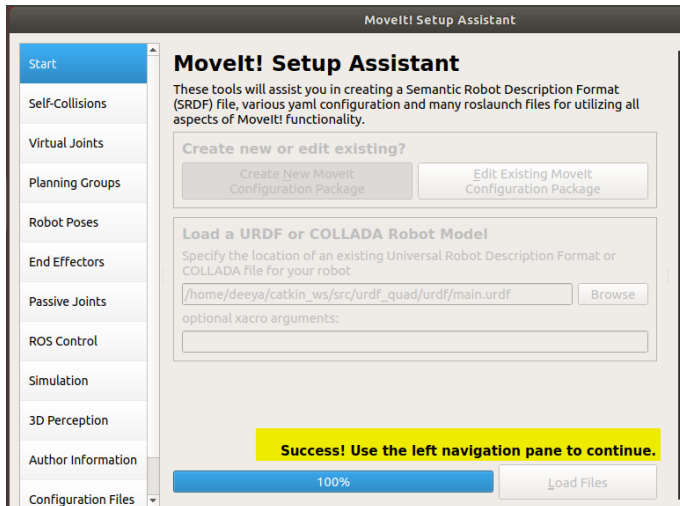 MoveIt! Setup Assistant
Start
Self-Collisions
Virtual Joints
Planning Groups
Robot Poses
End Effectors
Passive Joints
ROS Control
Simulation
3D Perception
Author Information
Configuration Files
MoveIt! Setup Assistant
These tools will assist you in creating a Semantic Robot Description Format
(SRDF) file, various yaml configuration and many roslaunch files for utilizing all
aspects of MoveIt! functionality.
Create new or edit existing?
Create New MoveIt
Configuration Package
Edit Existing MoveIt
Configuration Package
Load a URDF or COLLADA Robot Model
Specify the location of an existing Universal Robot Description Format or
COLLADA file for your robot
/home/deeya/catkin_ws/src/urdf_quad/urdf/main.urdf
Browse
optional xacro arguments:
Success! Use the left navigation pane to continue.
100%
Load Files